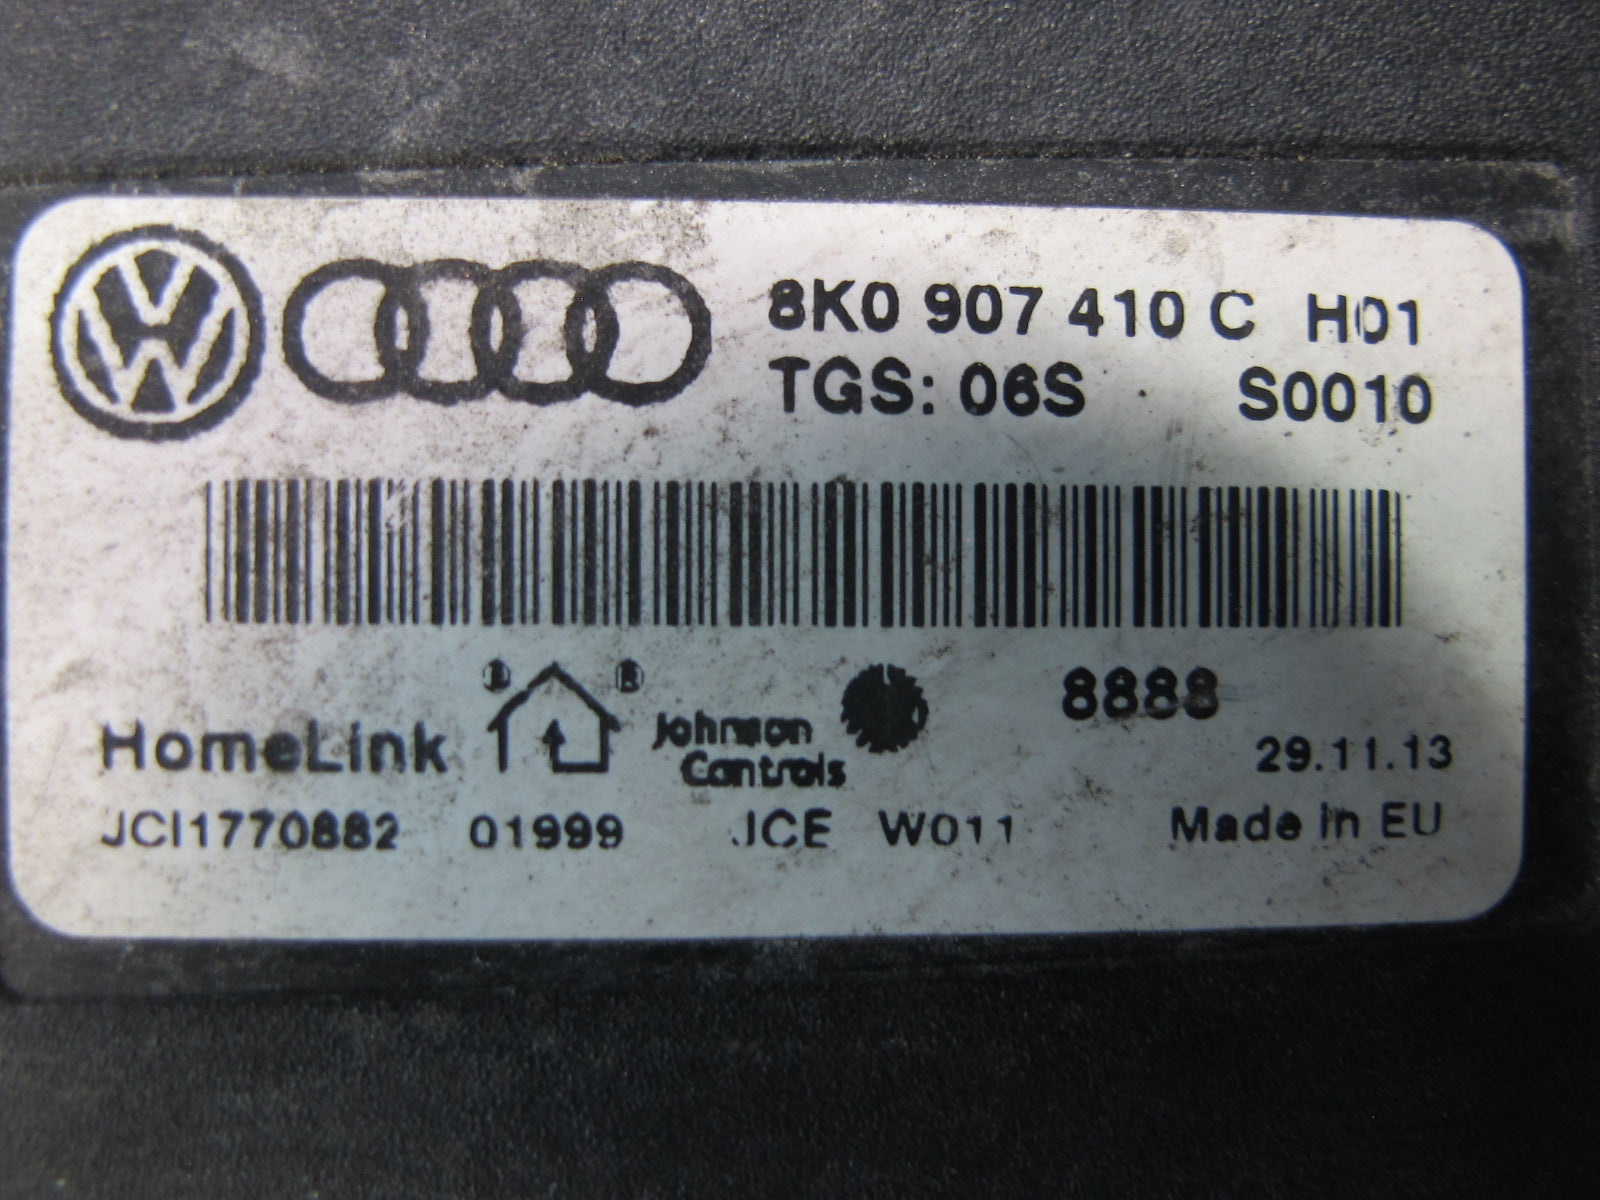 8K0 907 410 C H01
TGS: 06S S0010
8888
HomeLink Johnson Controls
29.11.13
JCI1770882 01999 JCE W011 Made in EU